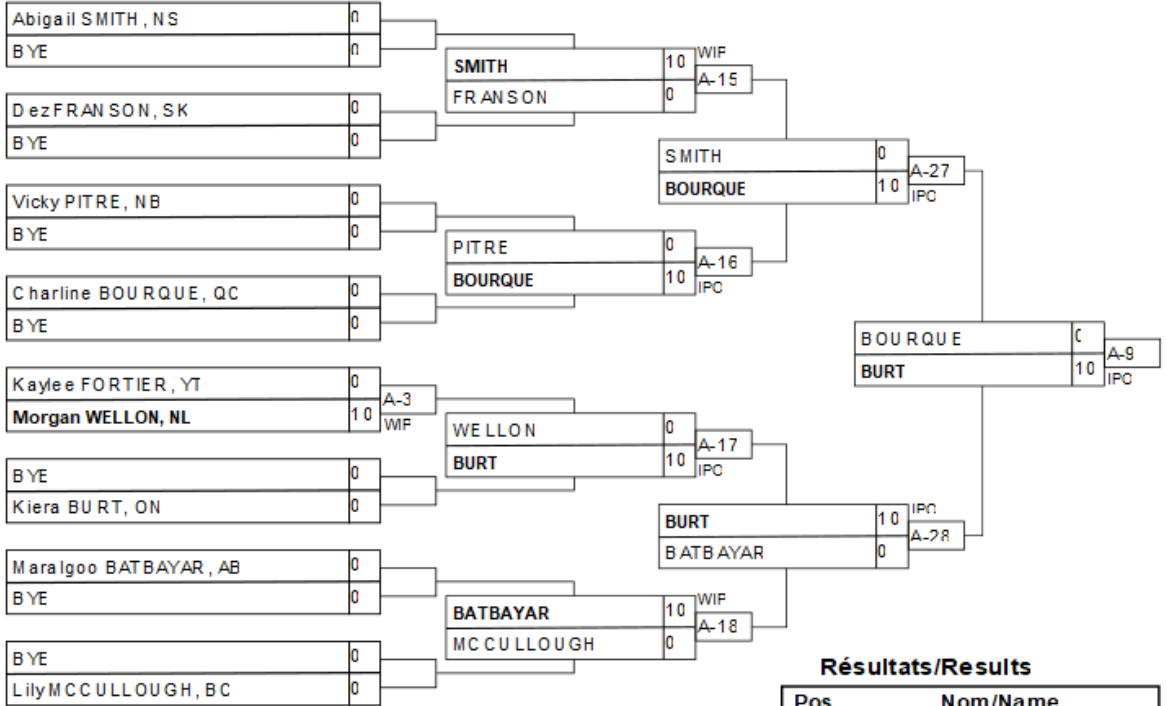 Abigail SMITH, NS 0
BYE 0
Dez FRANSON, SK 0
BYE 0
Vicky PITRE, NB 0
BYE 0
Charline BOURQUE, QC 0
BYE 0
Kaylee FORTIER, YT 0
Morgan WELLON, NL 10
A-3
WIF
BYE 0
Kiera BURT, ON 0
Maralgoo BATBAYAR, AB 0
BYE 0
BYE 0
Lily MCCULLOUGH, BC 0
SMITH 10 WIF
FRANSON 0
A-15
PITRE 0
BOURQUE 10
A-16
IPO
WELLON 0
BURT 10
A-17
IPO
BATBAYAR 10 WIF
MCCULLOUGH 0
A-18
SMITH 0
BOURQUE 10
A-27
IPO
BURT 10 IPO
BATBAYAR 0
A-28
BOURQUE 0
BURT 10
A-9
IPO
Résultats/Results
Pos Nom/Name